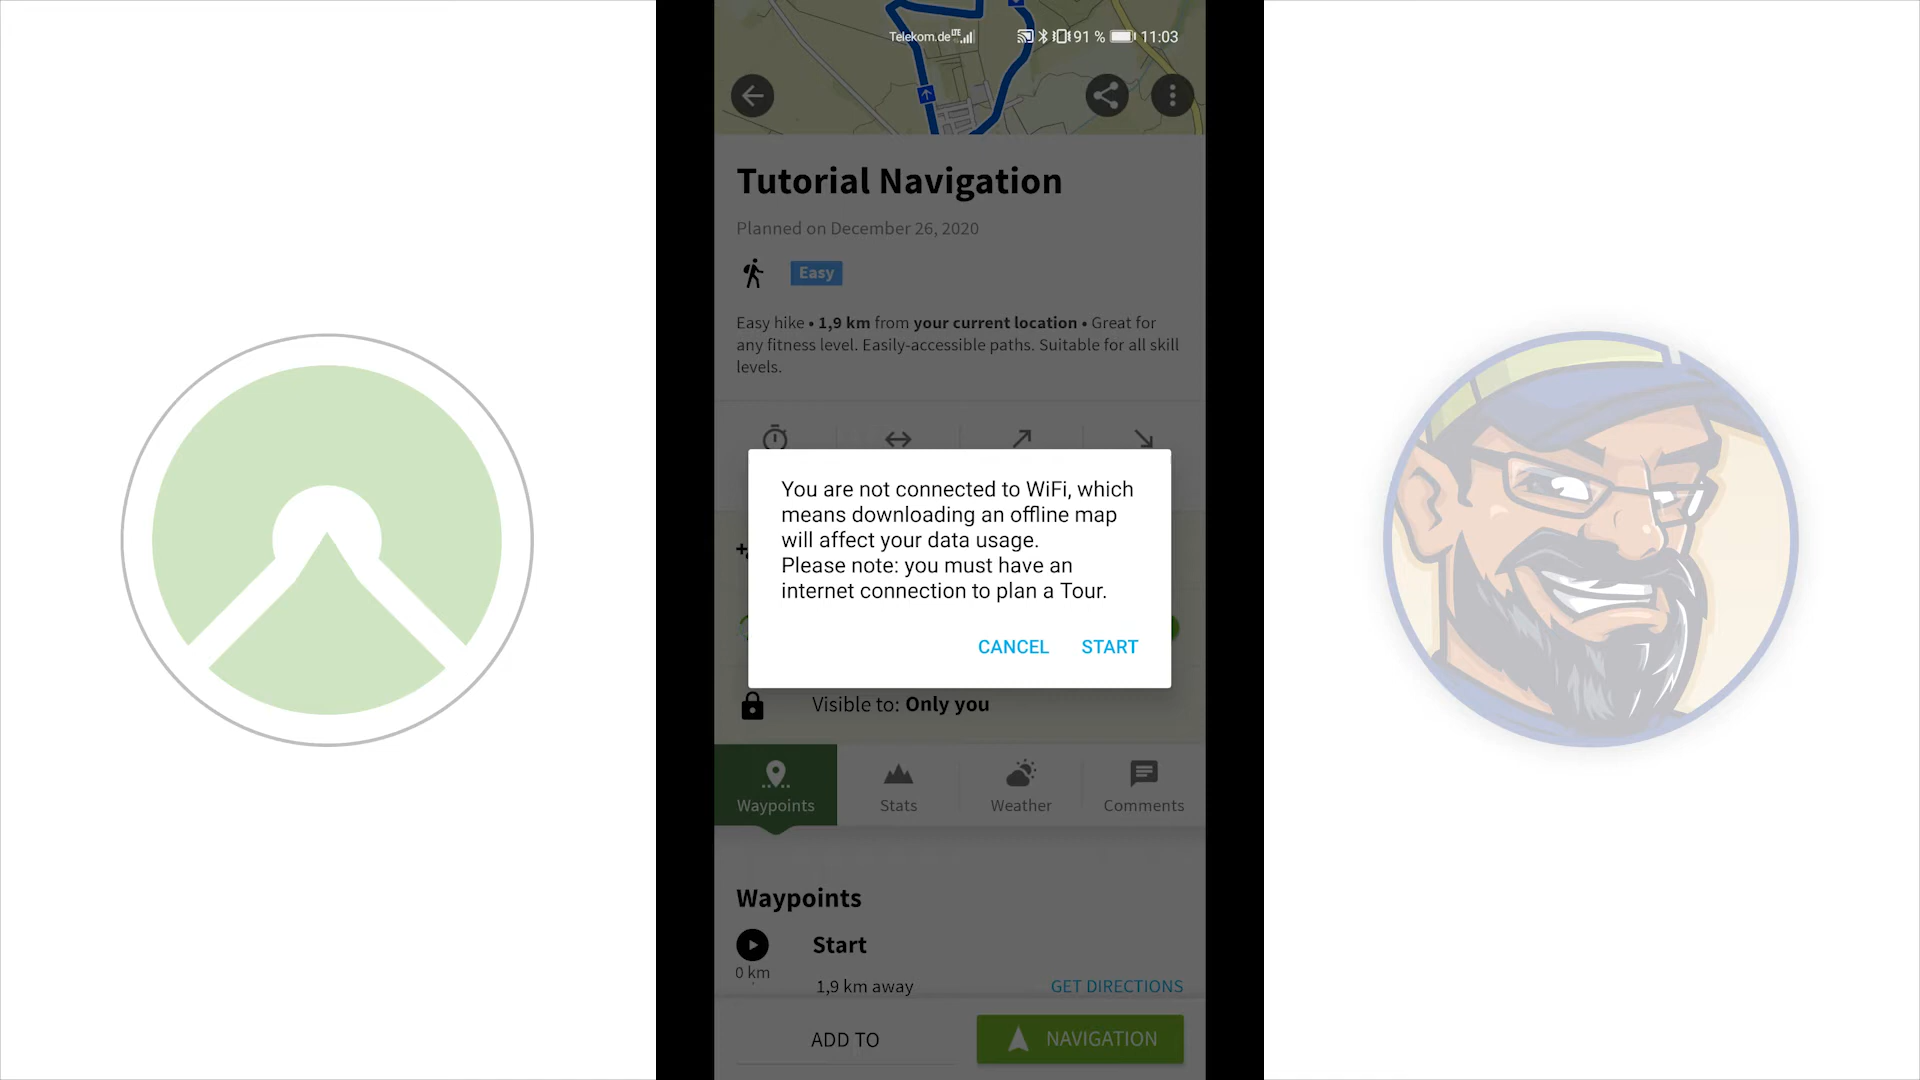 Telekom.de LTE 91 % 11:03
Tutorial Navigation
Planned on December 26, 2020
Easy
Easy hike • 1,9 km from your current location • Great for
any fitness level. Easily-accessible paths. Suitable for all skill
levels.
You are not connected to WiFi, which
means downloading an offline map
will affect your data usage.
Please note: you must have an
internet connection to plan a Tour.
CANCEL START
Visible to: Only you
Waypoints Stats Weather Comments
Waypoints
Start
0 km
1,9 km away GET DIRECTIONS
ADD TO NAVIGATION